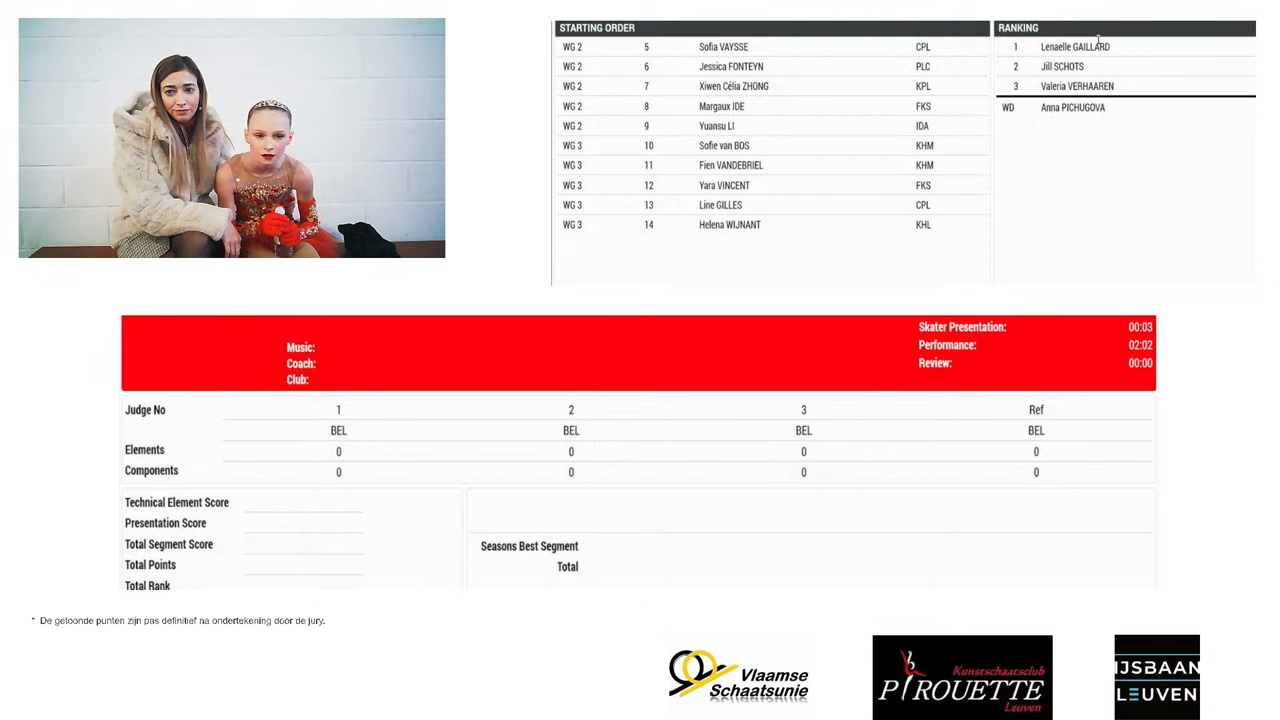 STARTING ORDER
WG 2 5 Sofia VAYSSE CPL
WG 2 6 Jessica FONTEYN PLC
WG 2 7 Xiwen Célia ZHONG KPL
WG 2 8 Margaux IDE FKS
WG 2 9 Yuansu LI IDA
WG 3 10 Sofie van BOS KHM
WG 3 11 Fien VANDEBRIEL KHM
WG 3 12 Yara VINCENT FKS
WG 3 13 Line GILLES CPL
WG 3 14 Helena WIJNANT KHL
RANKING
1 Lenaelle GAILLARD
2 Jill SCHOTS
3 Valeria VERHAAREN
WD Anna PICHUGOVA
Music:
Coach:
Club:
Skater Presentation: 00:03
Performance: 02:02
Review: 00:00
Judge No 1 2 3 Ref
BEL BEL BEL BEL
Elements 0 0 0 0
Components 0 0 0 0
Technical Element Score
Presentation Score
Total Segment Score
Total Points
Total Rank
Seasons Best Segment
Total
* De getoonde punten zijn pas definitief na ondertekening door de jury.
Vlaamse
Schaatsunie
Kunstschaatsclub
PIROUETTE
Leuven
IJSBAAN
LEUVEN